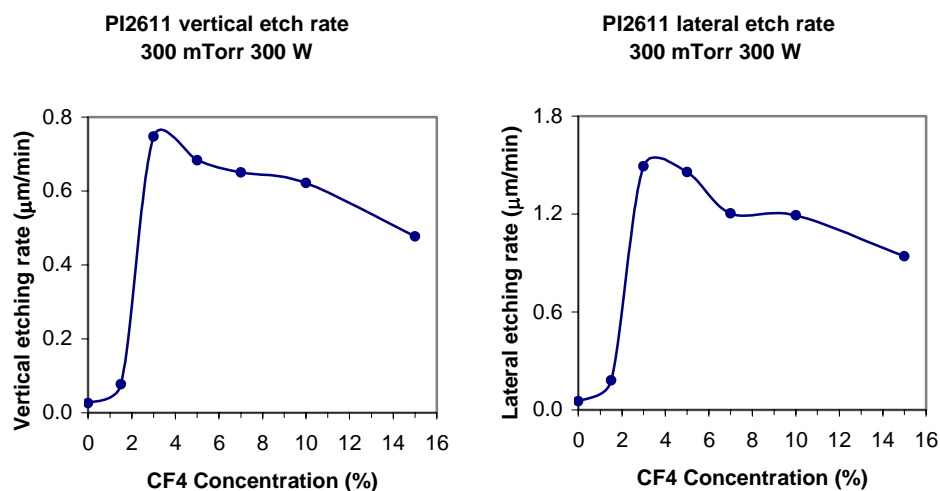 PI2611 vertical etch rate
300 mTorr 300 W
Vertical etching rate (μm/min)
0.8
0.6
0.4
0.2
0.0
0 2 4 6 8 10 12 14 16
CF4 Concentration (%)
PI2611 lateral etch rate
300 mTorr 300 W
Lateral etching rate (μm/min)
1.8
1.2
0.6
0.0
0 2 4 6 8 10 12 14 16
CF4 Concentration (%)